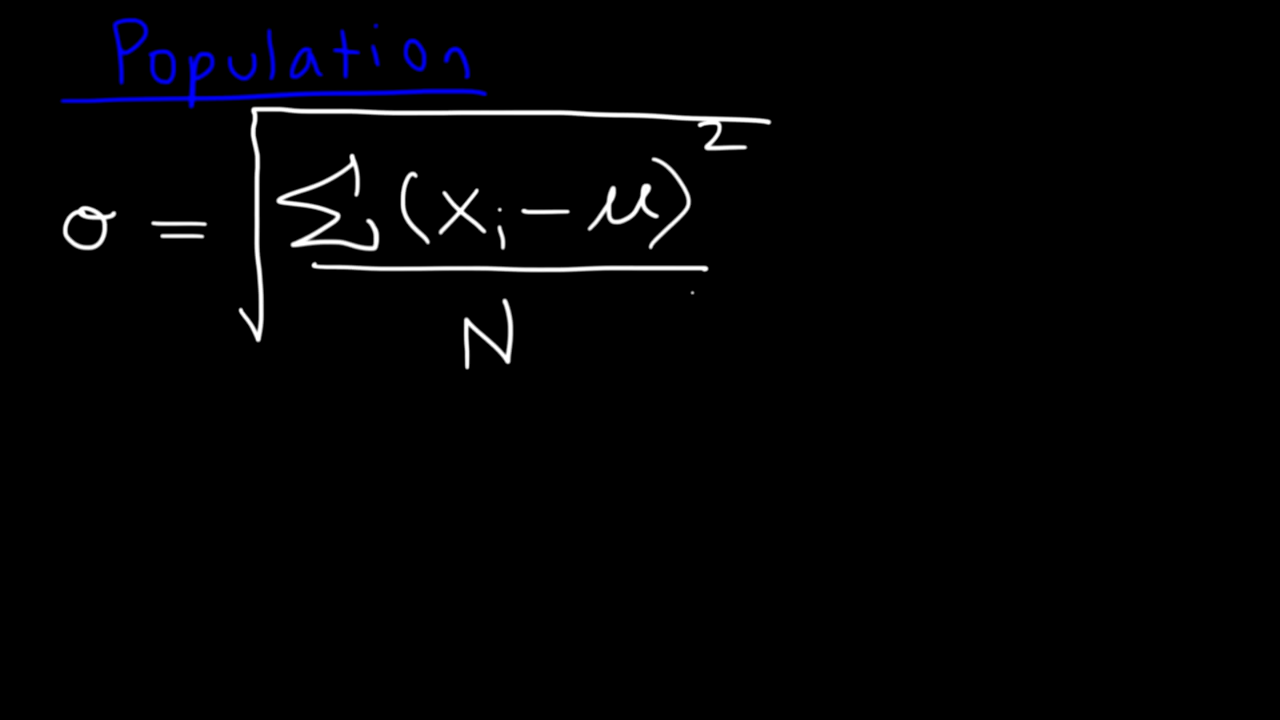 Population
σ = √(Σ(xᵢ - μ)²
N